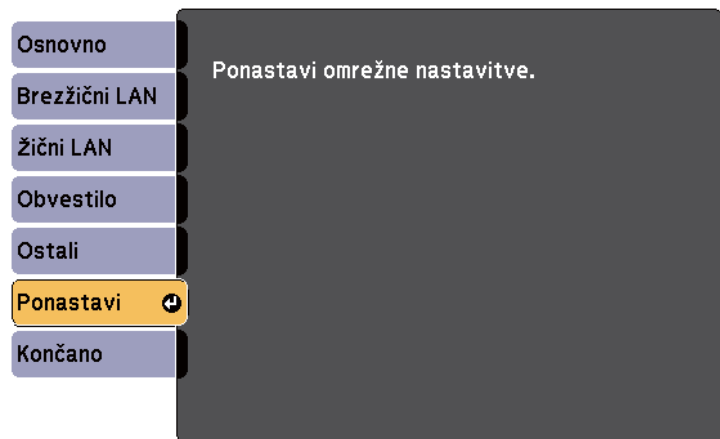 Osnovno
Brezžični LAN
Žični LAN
Obvestilo
Ostali
Ponastavi
Končano
Ponastavi omrežne nastavitve.